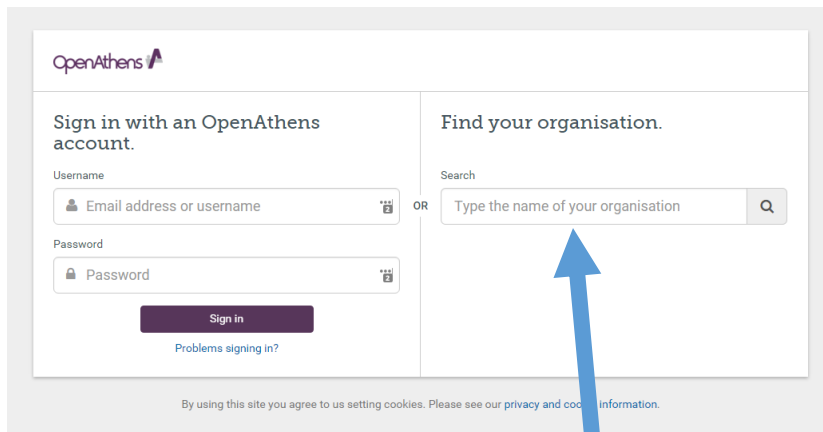 OpenAthens
Sign in with an OpenAthens
account.
Username
Email address or username
Password
Password
Sign in
Problems signing in?
OR
Find your organisation.
Search
Type the name of your organisation
By using this site you agree to us setting cookies. Please see our privacy and information.